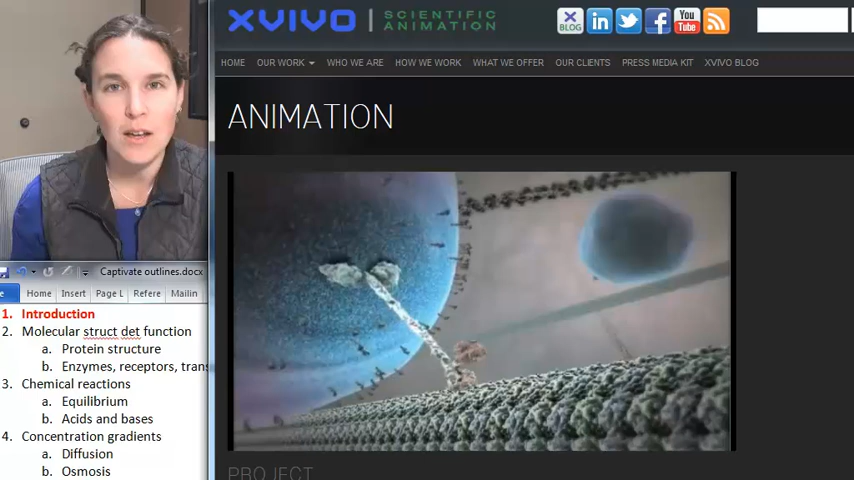 XVIVO | SCIENTIFIC ANIMATION
BLOG
You Tube
HOME OUR WORK WHO WE ARE HOW WE WORK WHAT WE OFFER OUR CLIENTS PRESS MEDIA KIT XVIVO BLOG
ANIMATION
PROJECT
Captivate outlines.docx
Home Insert Page L Refere Mailin
1. Introduction
2. Molecular struct det function
a. Protein structure
b. Enzymes, receptors, trans
3. Chemical reactions
a. Equilibrium
b. Acids and bases
4. Concentration gradients
a. Diffusion
b. Osmosis